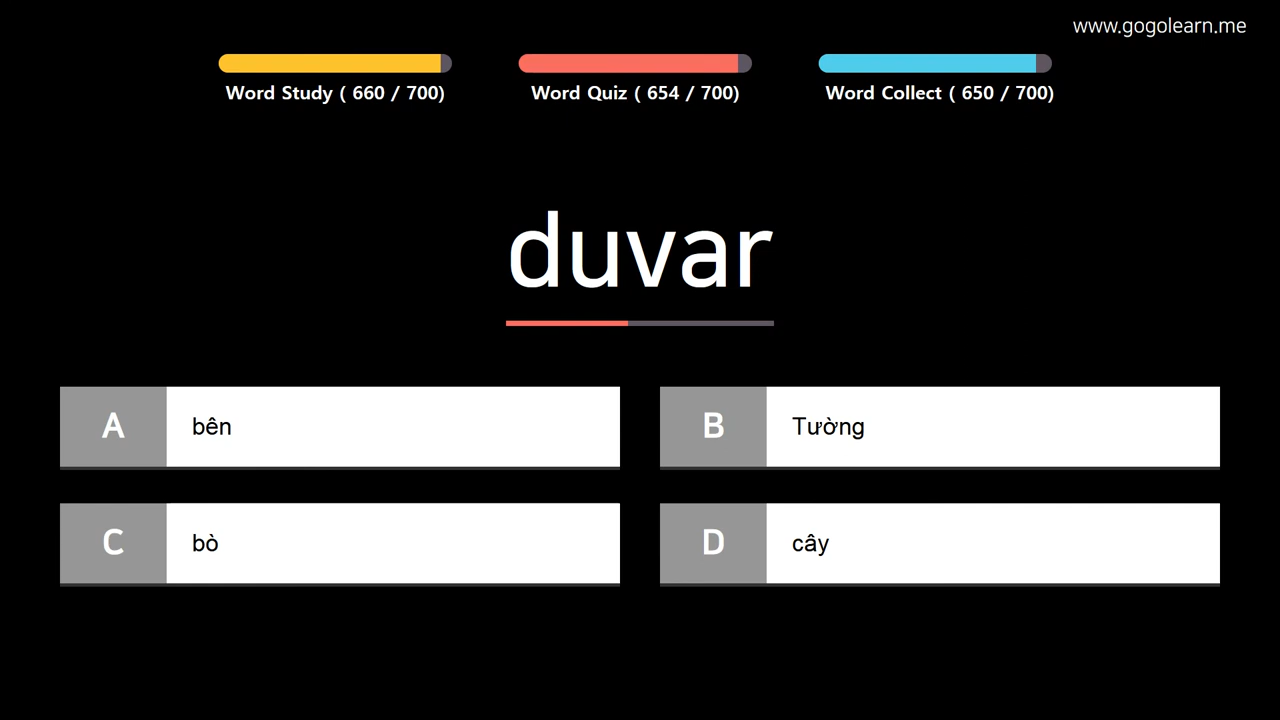 www.gogolearn.me
Word Study ( 660 / 700)
Word Quiz ( 654 / 700)
Word Collect ( 650 / 700)
duvar
A bên
B Tường
C bò
D cây